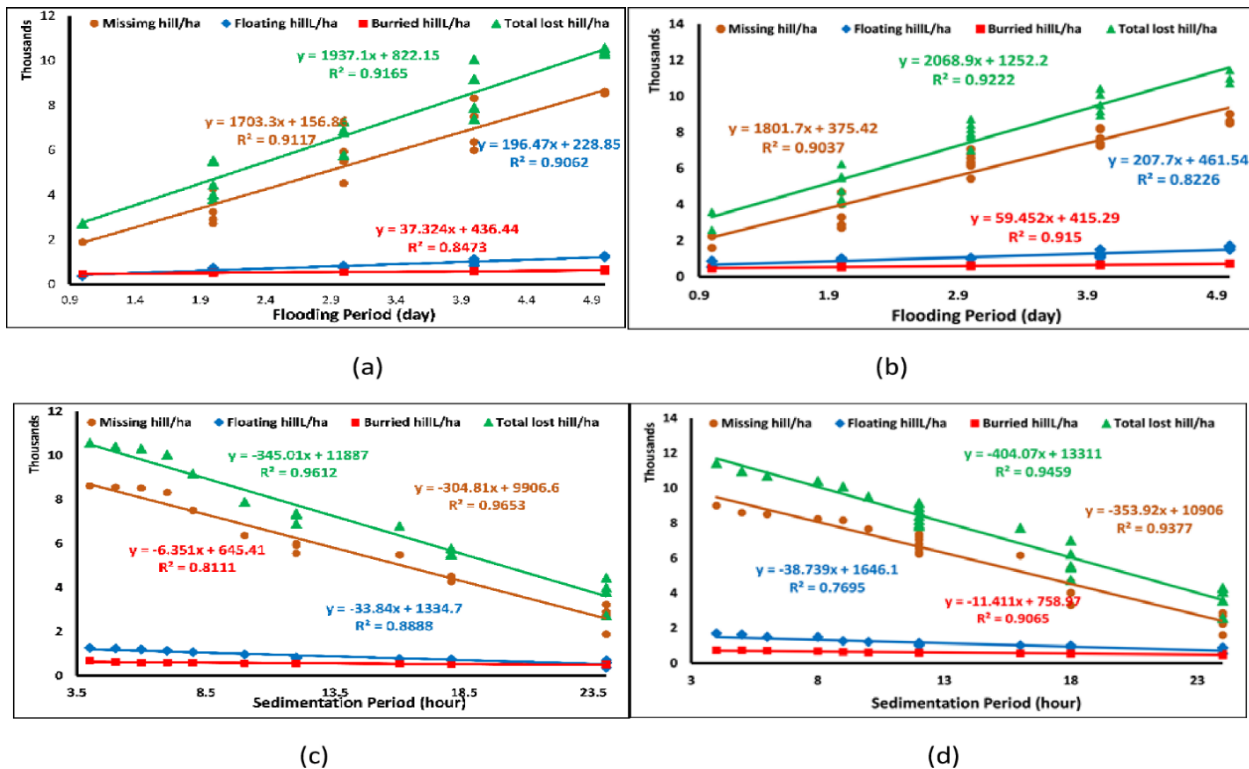 Missimg hill/ha Floating hillL/ha Burried hillL/ha Total lost hill/ha
Thousands
12
10
8
6
4
2
0
y = 1937.1x + 822.15
R² = 0.9165
y = 1703.3x +
R² = 0.9117
y = 196.47x + 228.85
R² = 0.9062
y = 37.324x + 436.44
R² = 0.8473
0.9 1.4 1.9 2.4 2.9 3.4 3.9 4.4 4.9
Flooding Period (day)
(a)
Missimg hill/ha Floating hillL/ha Burried hillL/ha Total lost hill/ha
Thousands
14
12
10
8
6
4
2
0
y = 2068.9x + 1252.2
R² = 0.9222
y = 1801.7x + 375.42
R² = 0.9037
y = 207.7x + 461.54
R² = 0.8226
y = 59.452x + 415.29
R² = 0.915
0.9 1.9 2.9 3.9 4.9
Flooding Period (day)
(b)
Missimg hill/ha Floating hillL/ha Burried hillL/ha Total lost hill/ha
Thousands
12
10
8
6
4
2
0
y = -345.01x + 11887
R² = 0.9612
y = -304.81x + 9906.6
R² = 0.9653
y = -6.351x + 645.41
R² = 0.8111
y = -33.84x + 1334.7
R² = 0.8888
3.5 8.5 13.5 18.5 23.5
Sedimentation Period (hour)
(c)
Missimg hill/ha Floating hillL/ha Burried hillL/ha Total lost hill/ha
Thousands
14
12
10
8
6
4
2
0
y = -404.07x + 13311
R² = 0.9459
y = -353.92x + 10906
R² = 0.9377
y = -38.739x + 1646.1
R² = 0.7695
y = -11.411x + 758.97
R² = 0.9065
3 8 13 18 23
Sedimentation Period (hour)
(d)